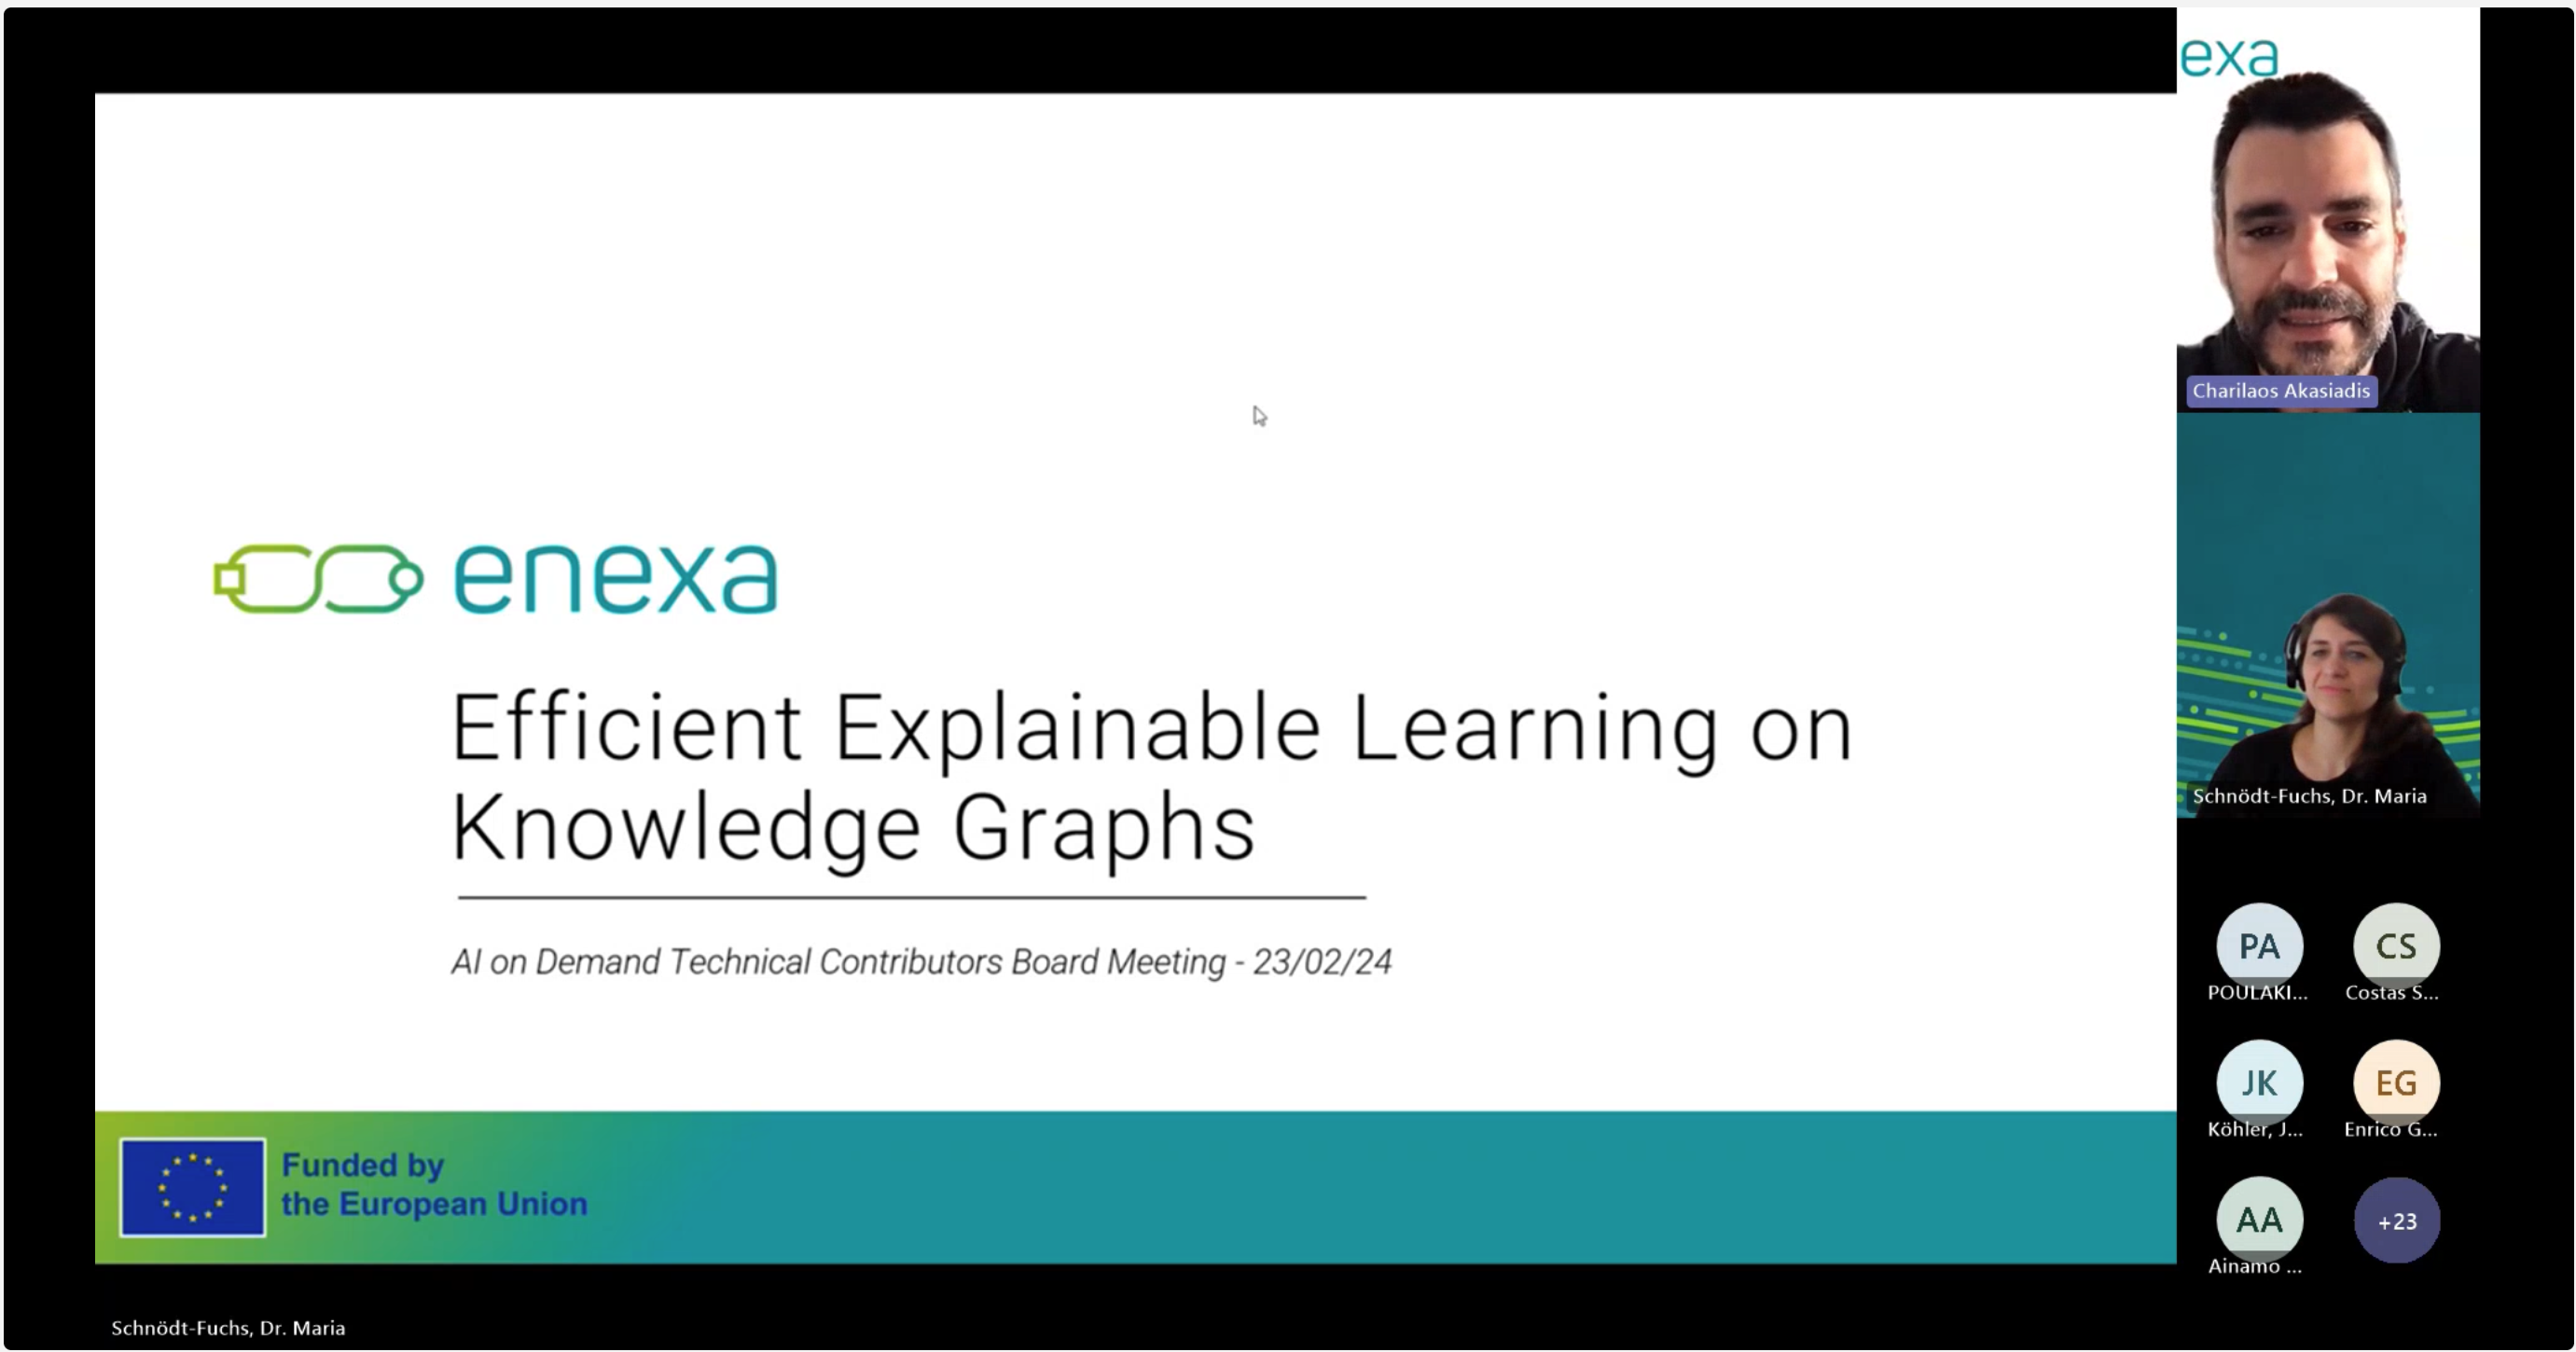 enexa
Efficient Explainable Learning on
Knowledge Graphs
AI on Demand Technical Contributors Board Meeting - 23/02/24
Funded by
the European Union
Schnödt-Fuchs, Dr. Maria
exa
Charilaos Akasiadis
Schnödt-Fuchs, Dr. Maria
PA
POULAKI...
CS
Costas S...
JK
Köhler, J...
EG
Enrico G...
AA
Ainamo ...
+23